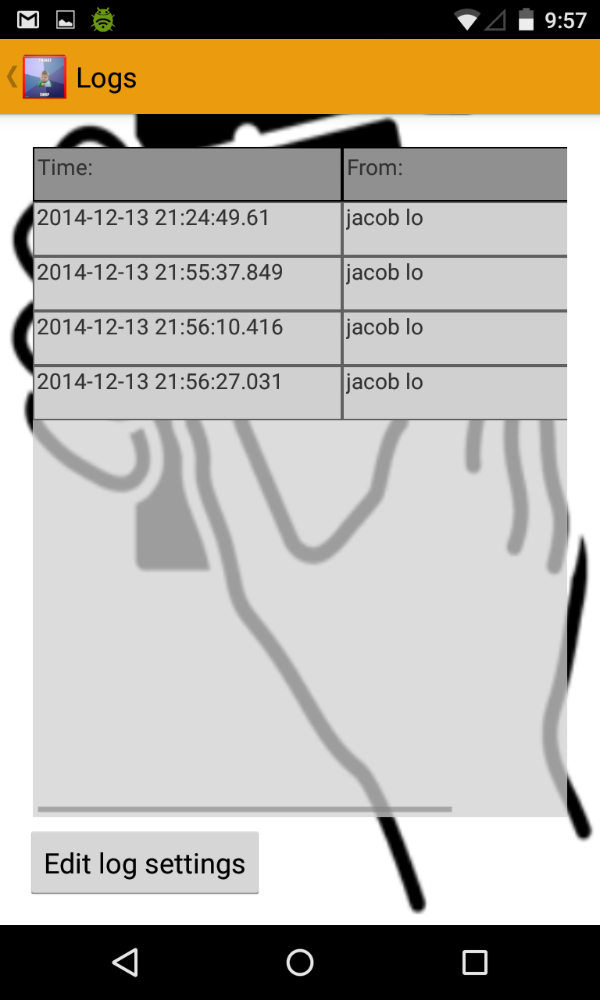 9:57
Logs
Time: From:
2014-12-13 21:24:49.61 jacob lo
2014-12-13 21:55:37.849 jacob lo
2014-12-13 21:56:10.416 jacob lo
2014-12-13 21:56:27.031 jacob lo
Edit log settings